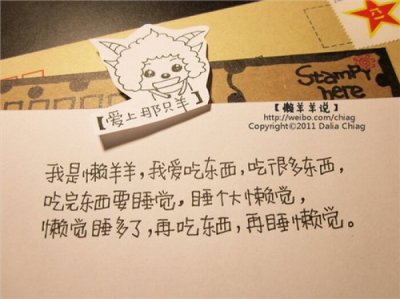 Stamp
here
【爱上那只羊】
【懒羊羊说】
http://weibo.com/chiag
Copyright©2011 Dalia Chiag
我是懒羊羊，我爱吃东西，吃很多东西，
吃完东西要睡觉，睡个大懒觉，
懒觉睡多了，再吃东西，再睡懒觉。